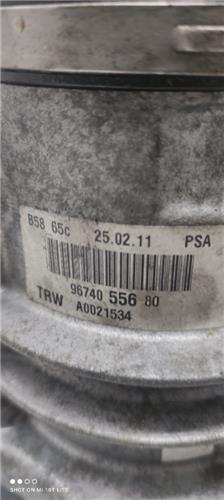 B58 65c 25.02.11 PSA
96740 556 80
TRW A0021534
SHOT ON MI 10T LITE